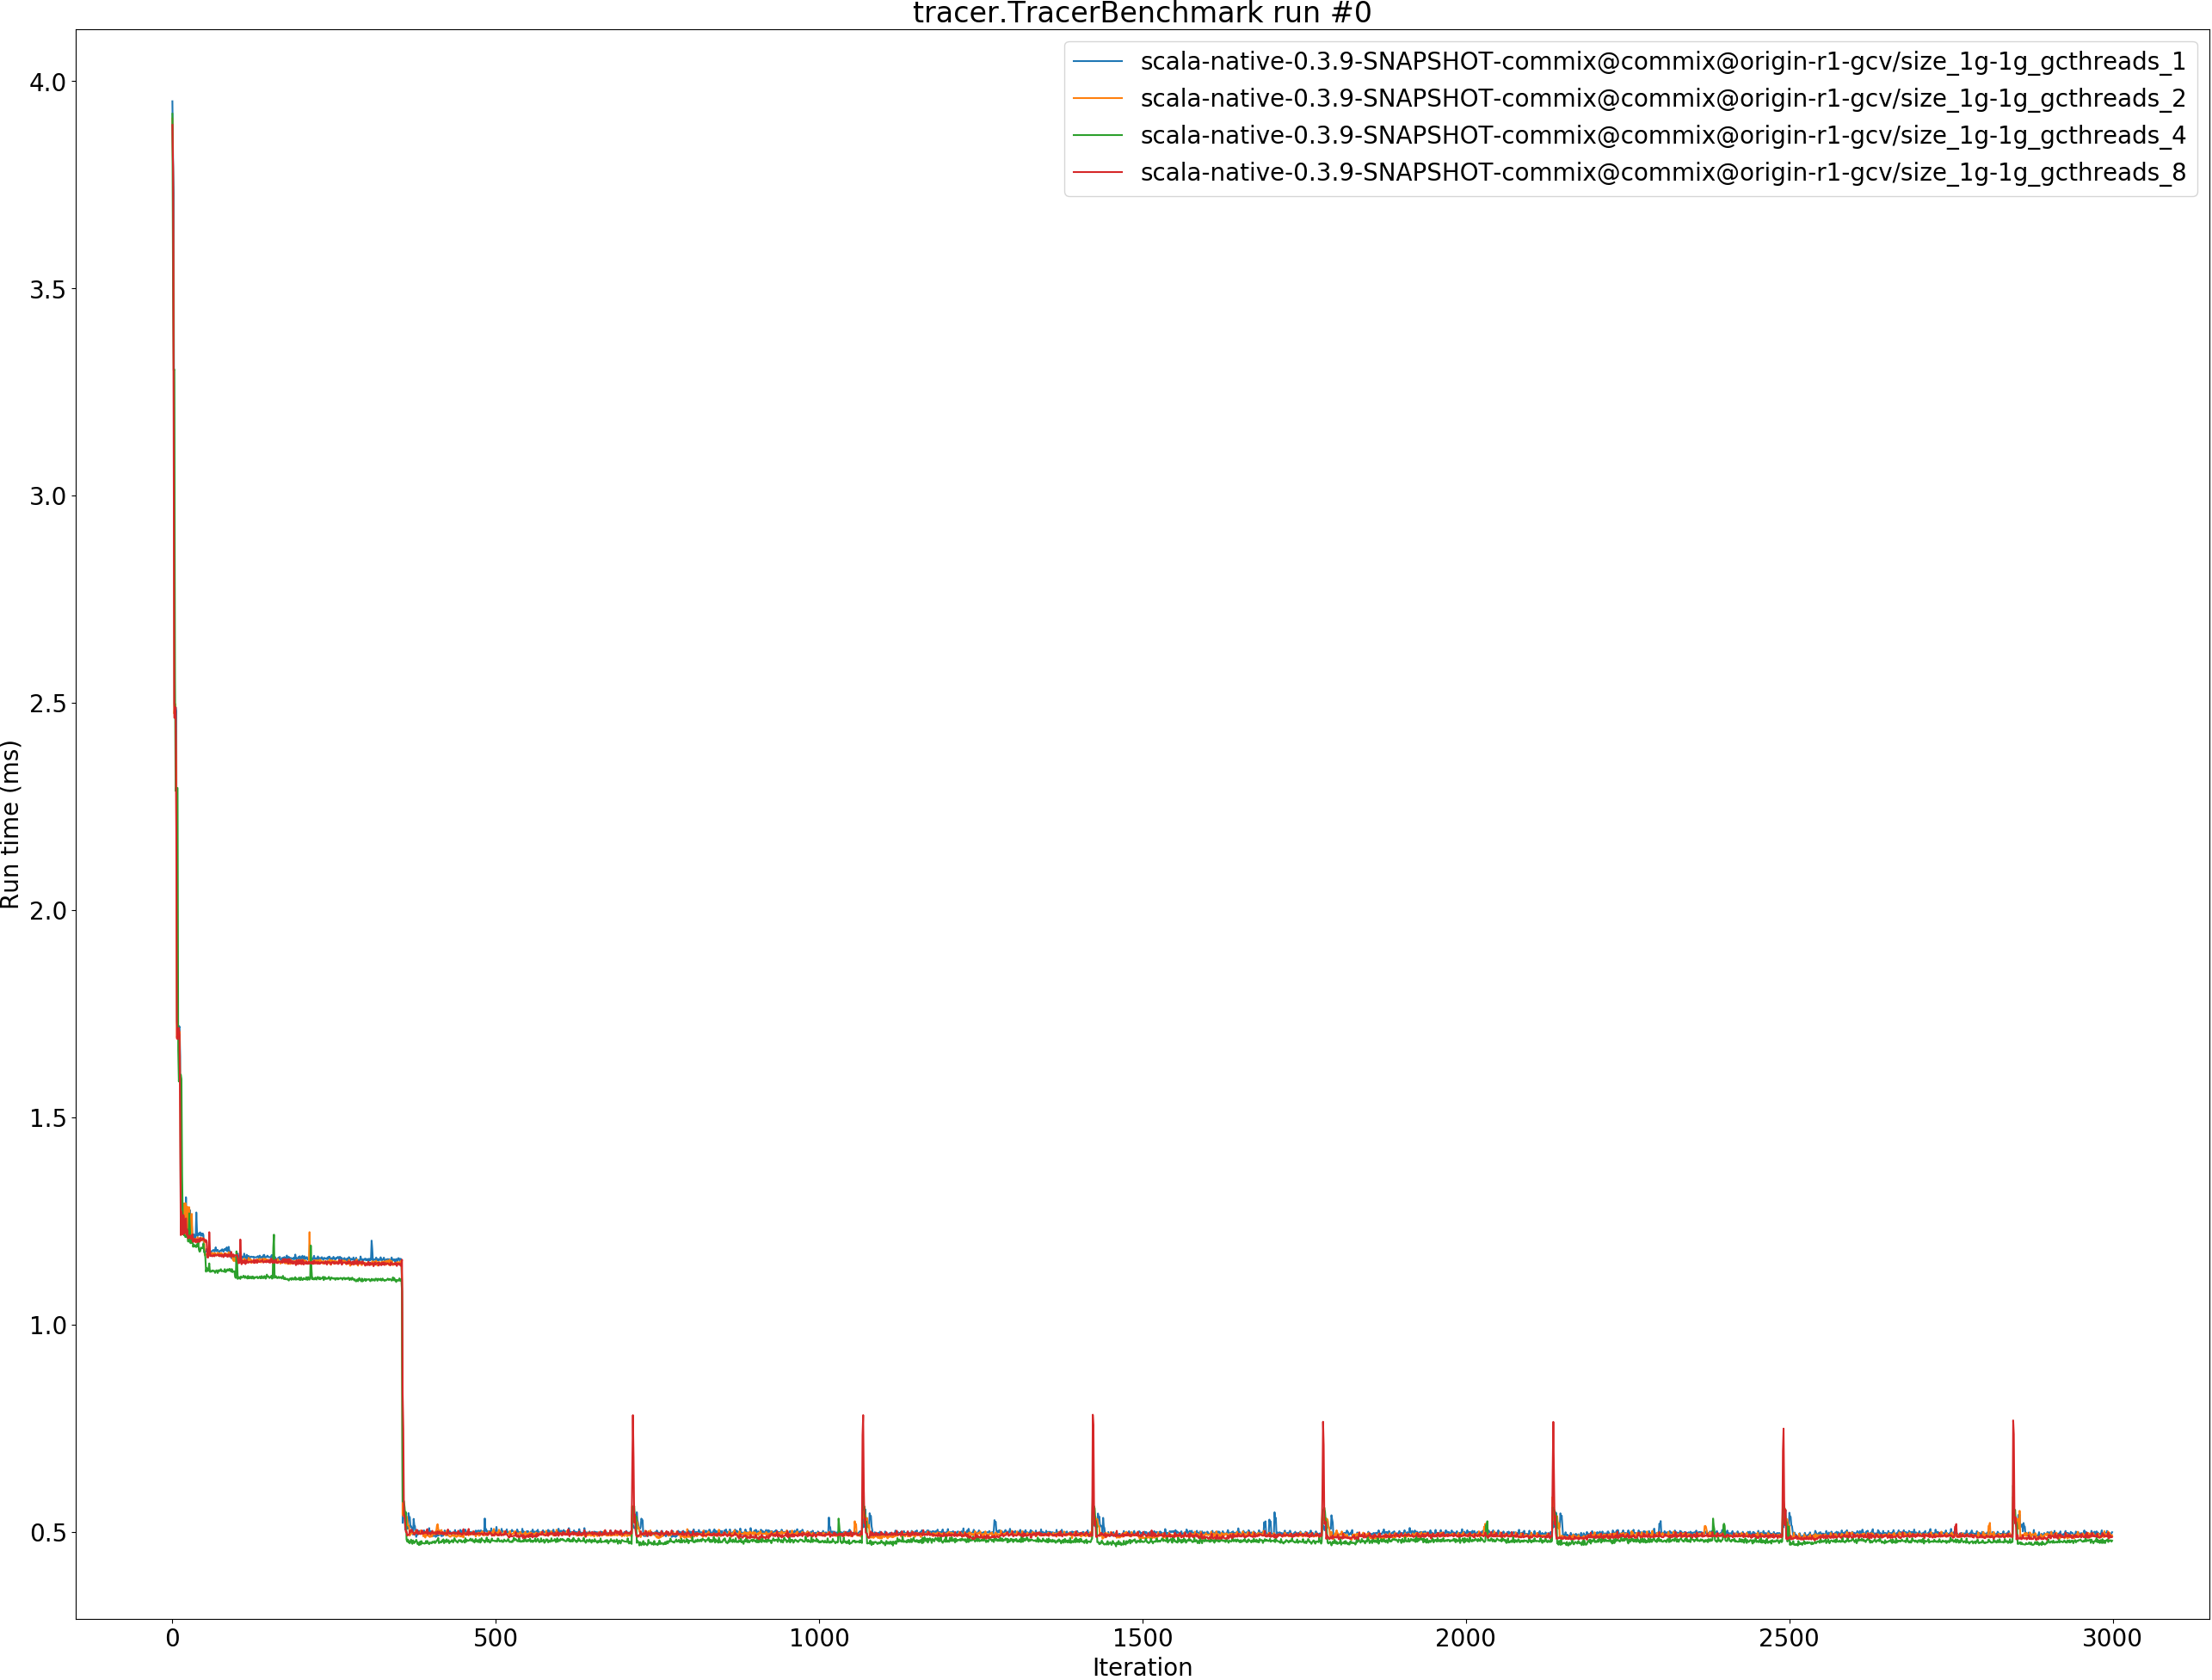 tracer.TracerBenchmark run #0
scala-native-0.3.9-SNAPSHOT-commix@commix@origin-r1-gcv/size_1g-1g_gcthreads_1
scala-native-0.3.9-SNAPSHOT-commix@commix@origin-r1-gcv/size_1g-1g_gcthreads_2
scala-native-0.3.9-SNAPSHOT-commix@commix@origin-r1-gcv/size_1g-1g_gcthreads_4
scala-native-0.3.9-SNAPSHOT-commix@commix@origin-r1-gcv/size_1g-1g_gcthreads_8
Run time (ms)
4.0
3.5
3.0
2.5
2.0
1.5
1.0
0.5
0 500 1000 1500 2000 2500 3000
Iteration